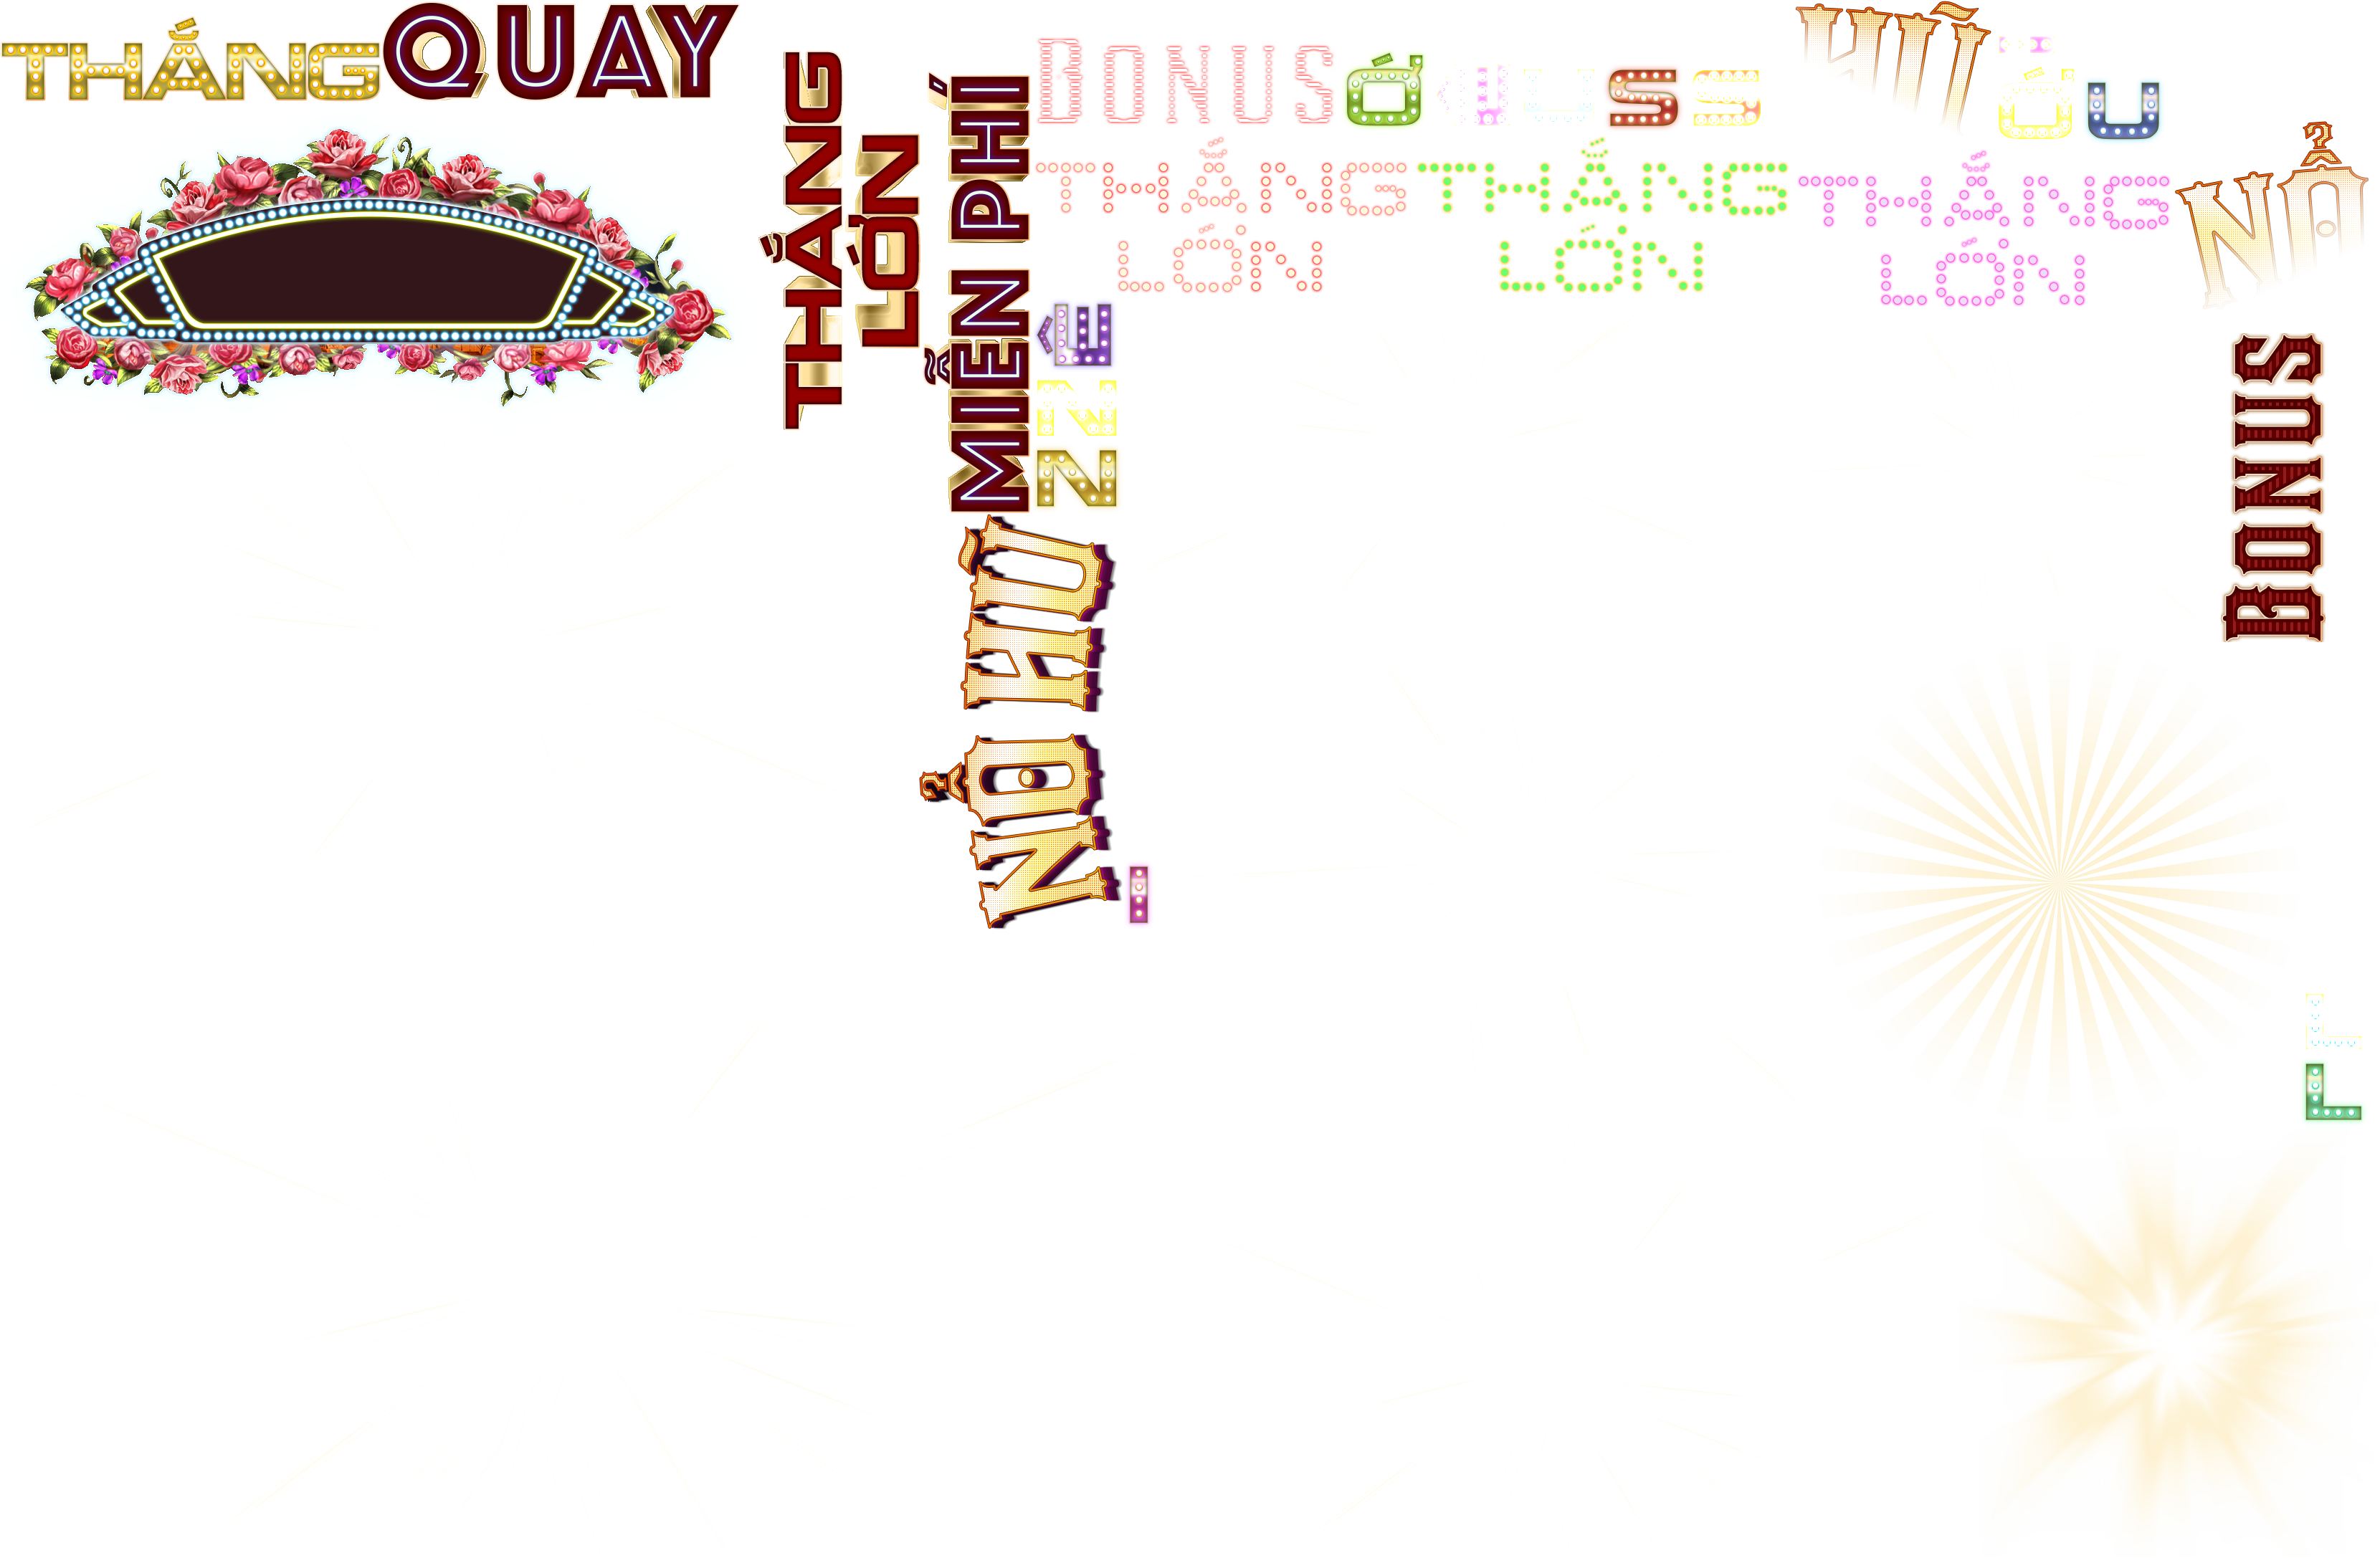 THẮNG
QUAY
THẮNG
LỚN
MIỄN PHÍ
BONUS
Ớ
U
S
S
HŨ
U
THẮNG
LỚN
THẮNG
LỚN
THẮNG
LỚN
NỔ
Ê
N
N
BONUS
NỔ HŨ
I
L
L